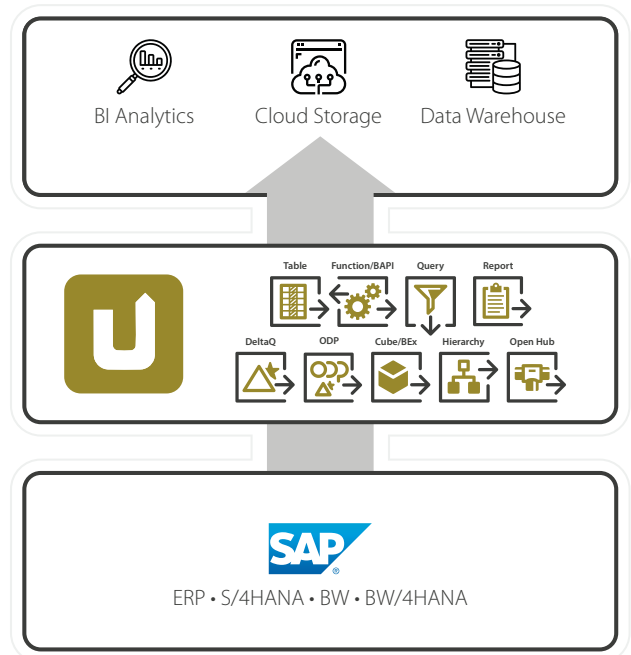 BI Analytics Cloud Storage Data Warehouse
Table Function/BAPI Query Report
DeltaQ ODP Cube/BEx Hierarchy Open Hub
SAP®
ERP • S/4HANA • BW • BW/4HANA